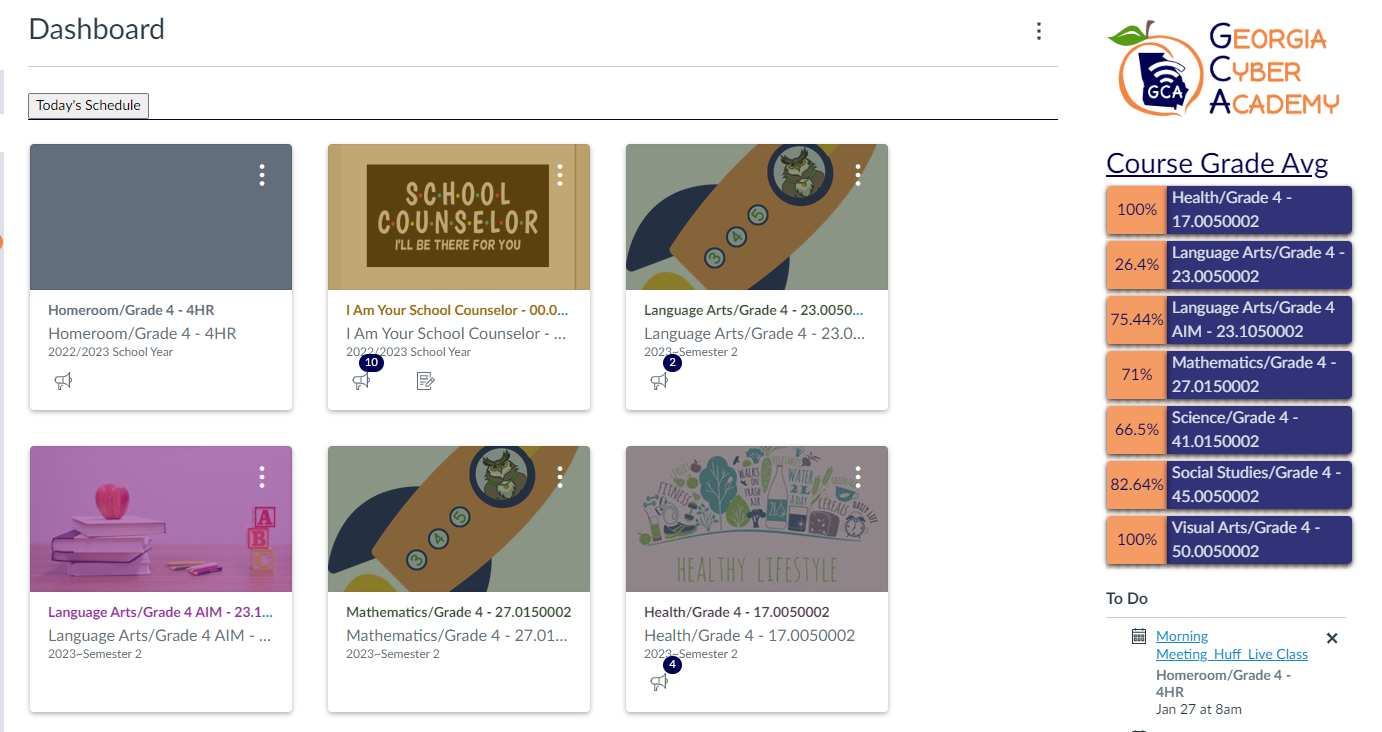 Dashboard
Today's Schedule
SCHOOL
COUNSELOR
I'LL BE THERE FOR YOU
3 4 5
Homeroom/Grade 4 - 4HR
Homeroom/Grade 4 - 4HR
2022/2023 School Year
I Am Your School Counselor - 00.0...
I Am Your School Counselor - ...
2022/2023 School Year
10
Language Arts/Grade 4 - 23.0050...
Language Arts/Grade 4 - 23.0...
2023~Semester 2
2
A
B
C
Language Arts/Grade 4 AIM - 23.1...
Language Arts/Grade 4 AIM - ...
2023~Semester 2
3 4 5
Mathematics/Grade 4 - 27.0150002
Mathematics/Grade 4 - 27.01...
2023~Semester 2
FITNESS
WALKS
ON
FRESH
AIR
WATER
2L
A DAY
CEREALS
HEALTHY LIFESTYLE
Health/Grade 4 - 17.0050002
Health/Grade 4 - 17.0050002
2023~Semester 2
4
GCA
GEORGIA
CYBER
ACADEMY
Course Grade Avg
100% Health/Grade 4 -
17.0050002
26.4% Language Arts/Grade 4 -
23.0050002
75.44% Language Arts/Grade 4
AIM - 23.1050002
71% Mathematics/Grade 4 -
27.0150002
66.5% Science/Grade 4 -
41.0150002
82.64% Social Studies/Grade 4 -
45.0050002
100% Visual Arts/Grade 4 -
50.0050002
To Do
Morning
Meeting_Huff_Live Class
Homeroom/Grade 4 -
4HR
Jan 27 at 8am